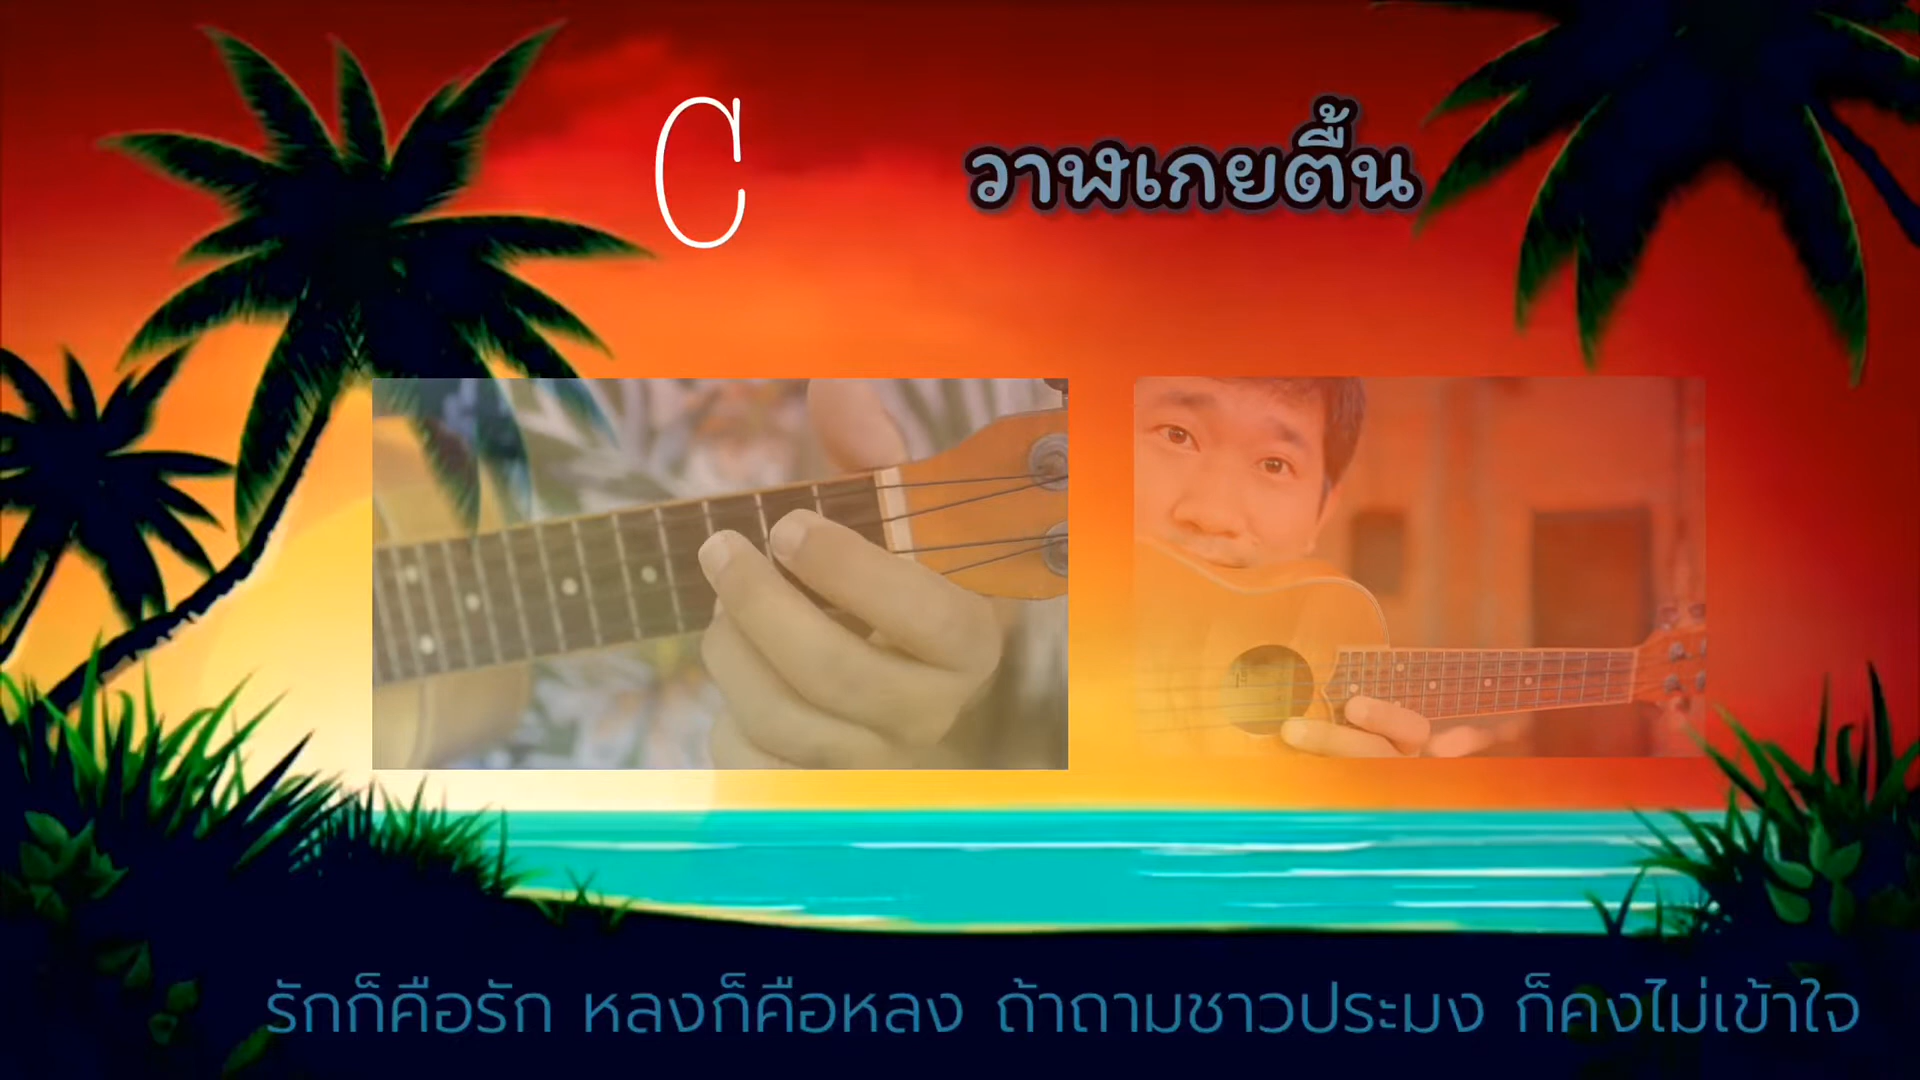 C
วาฬเกยตื้น
รักก็คือรัก หลงก็คือหลง ถ้าถามชาวประมง ก็คงไม่เข้าใจ